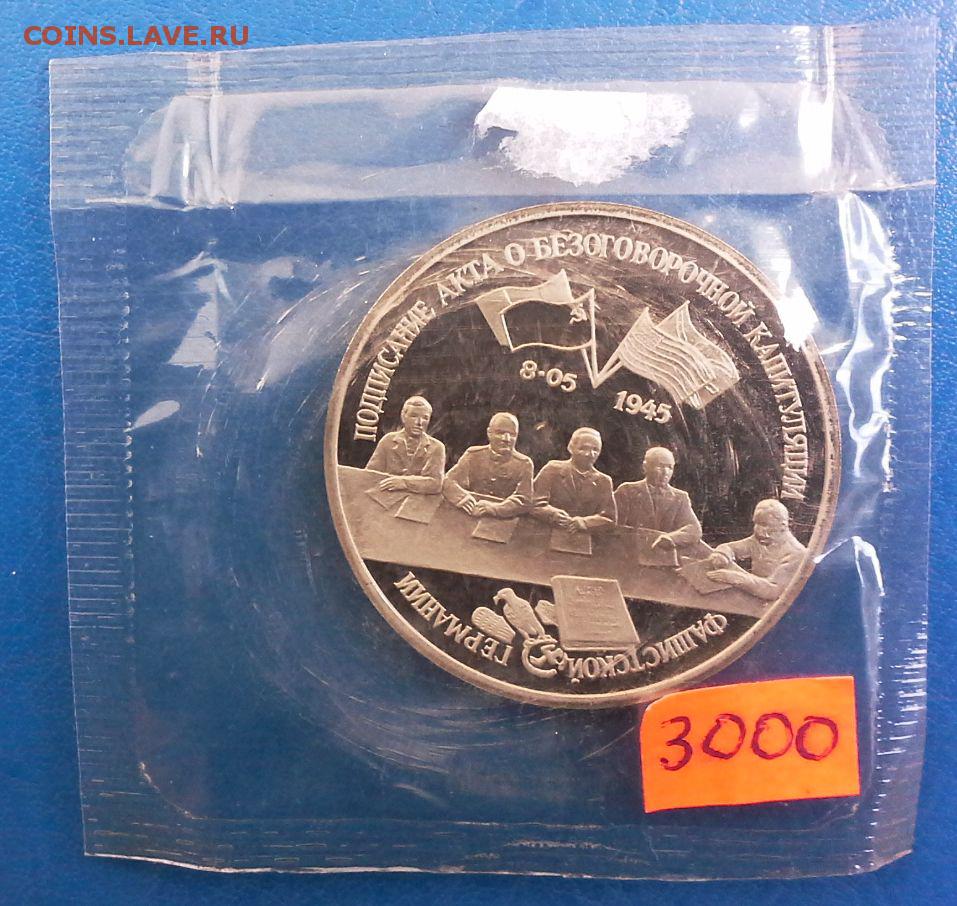 COINS.LAVE.RU
ПОДПИСАНИЕ АКТА О БЕЗОГОВОРОЧНОЙ КАПИТУЛЯЦИИ
8·05
1945
ФАШИСТСКОЙ
ГЕРМАНИИ
3000